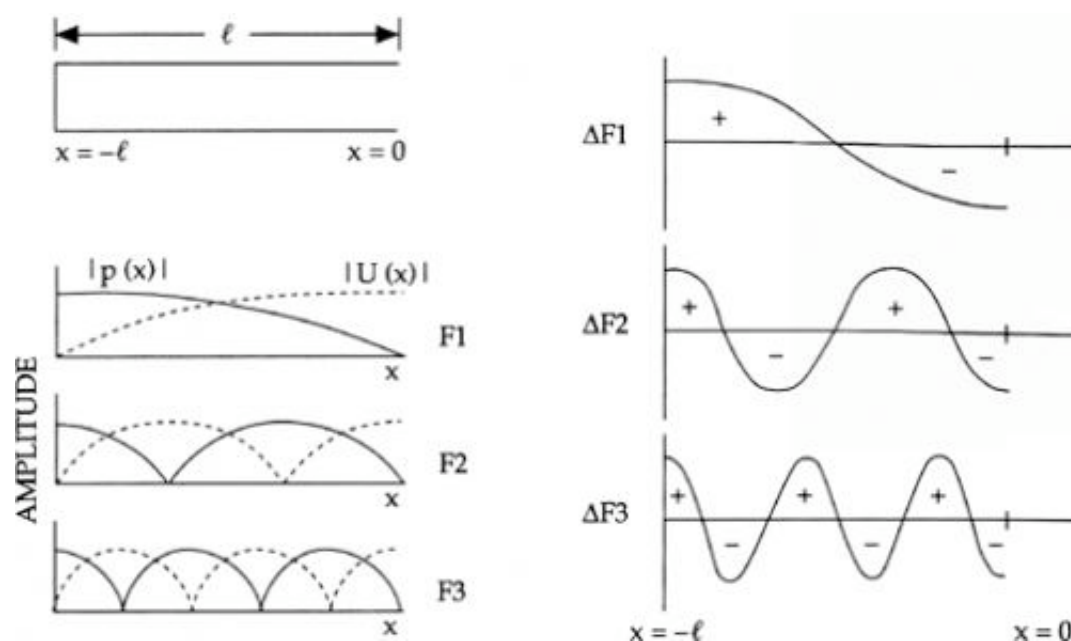 ℓ
x = −ℓ x = 0
AMPLITUDE
|p (x)| |U (x)|
F1
x
F2
x
F3
x
ΔF1
+
−
ΔF2
+ +
− −
ΔF3
+ + +
− − −
x = −ℓ x = 0